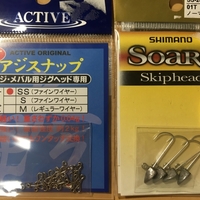 ACTIVE
ACTIVE ORIGINAL
アジスナップ
ジ・メバル用ジグヘッド専用
SS (ファインワイヤー)
S (ファインワイヤー)
M (レギュラーワイヤー)
SHIMANO
Soar
Skiphead